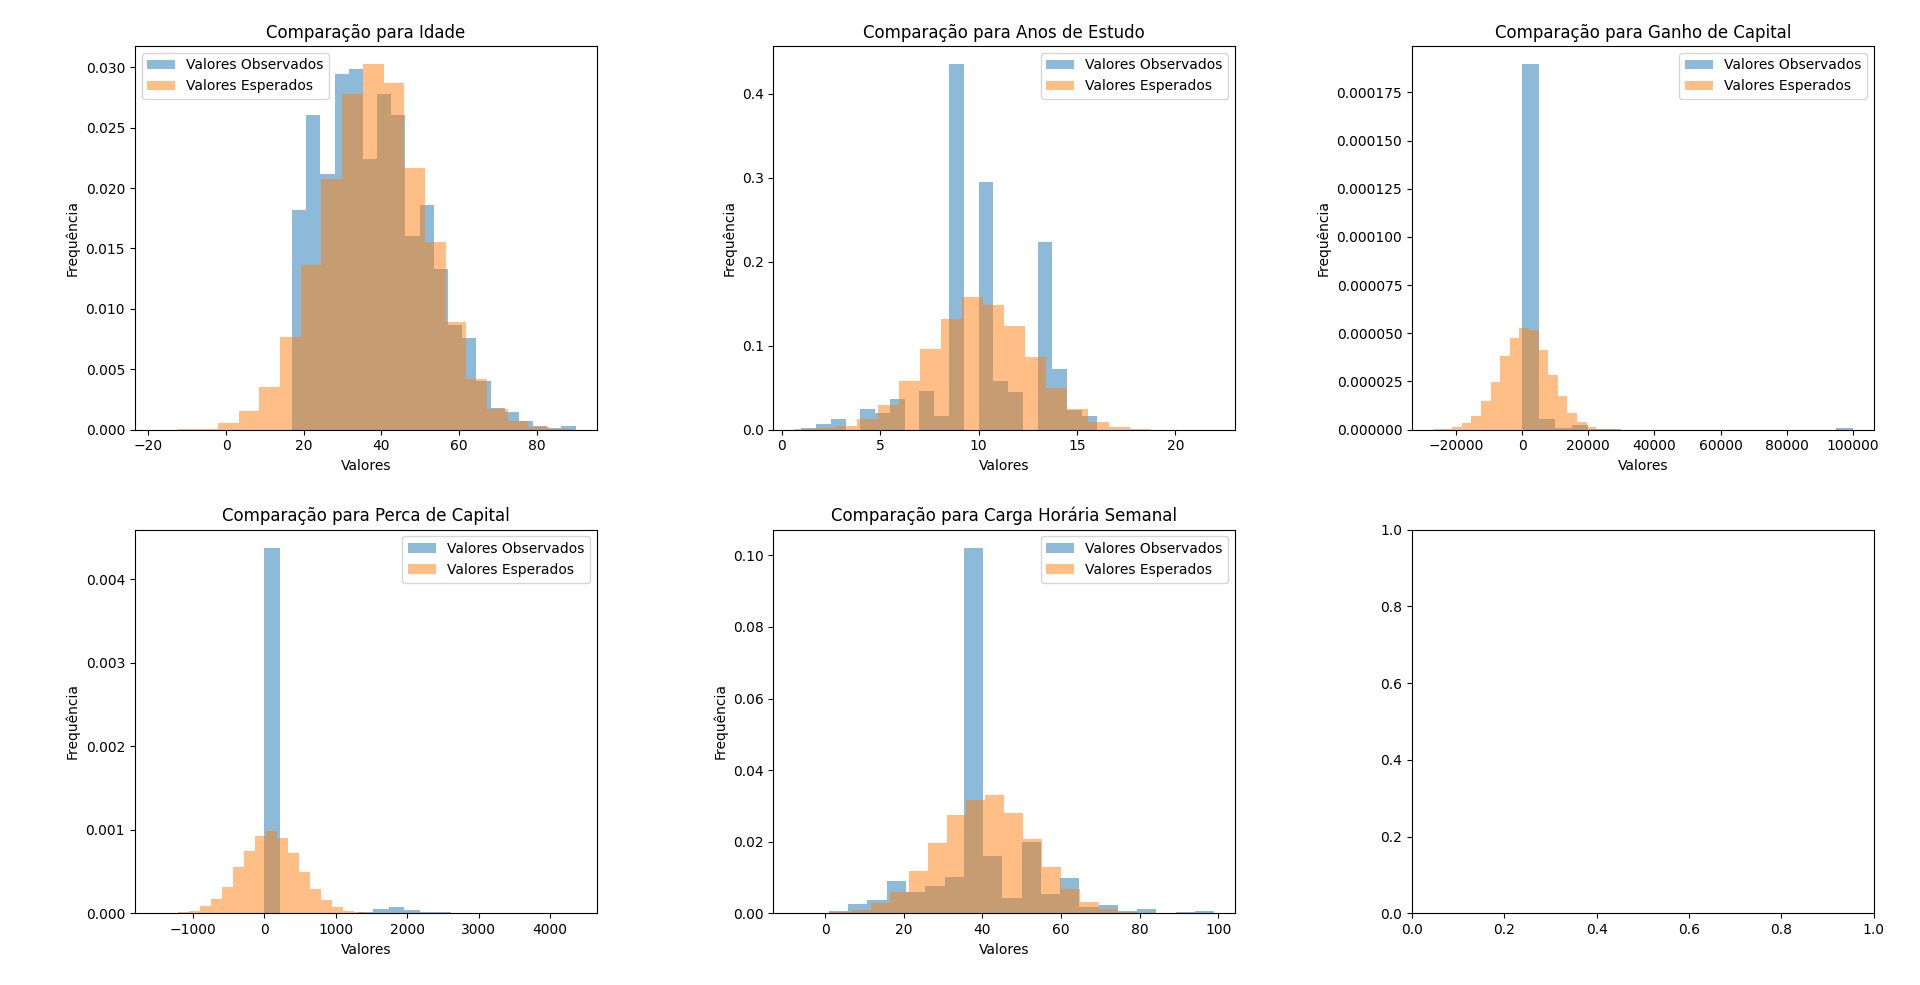 Comparação para Idade
Valores Observados
Valores Esperados
0.030
0.025
0.020
0.015
0.010
0.005
0.000
Frequência
−20 0 20 40 60 80
Valores
Comparação para Anos de Estudo
Valores Observados
Valores Esperados
0.4
0.3
0.2
0.1
0.0
Frequência
0 5 10 15 20
Valores
Comparação para Ganho de Capital
Valores Observados
Valores Esperados
0.000175
0.000150
0.000125
0.000100
0.000075
0.000050
0.000025
0.000000
Frequência
−20000 0 20000 40000 60000 80000 100000
Valores
Comparação para Perca de Capital
Valores Observados
Valores Esperados
0.004
0.003
0.002
0.001
0.000
Frequência
−1000 0 1000 2000 3000 4000
Valores
Comparação para Carga Horária Semanal
Valores Observados
Valores Esperados
0.10
0.08
0.06
0.04
0.02
0.00
Frequência
0 20 40 60 80 100
Valores
1.0
0.8
0.6
0.4
0.2
0.0
0.0 0.2 0.4 0.6 0.8 1.0